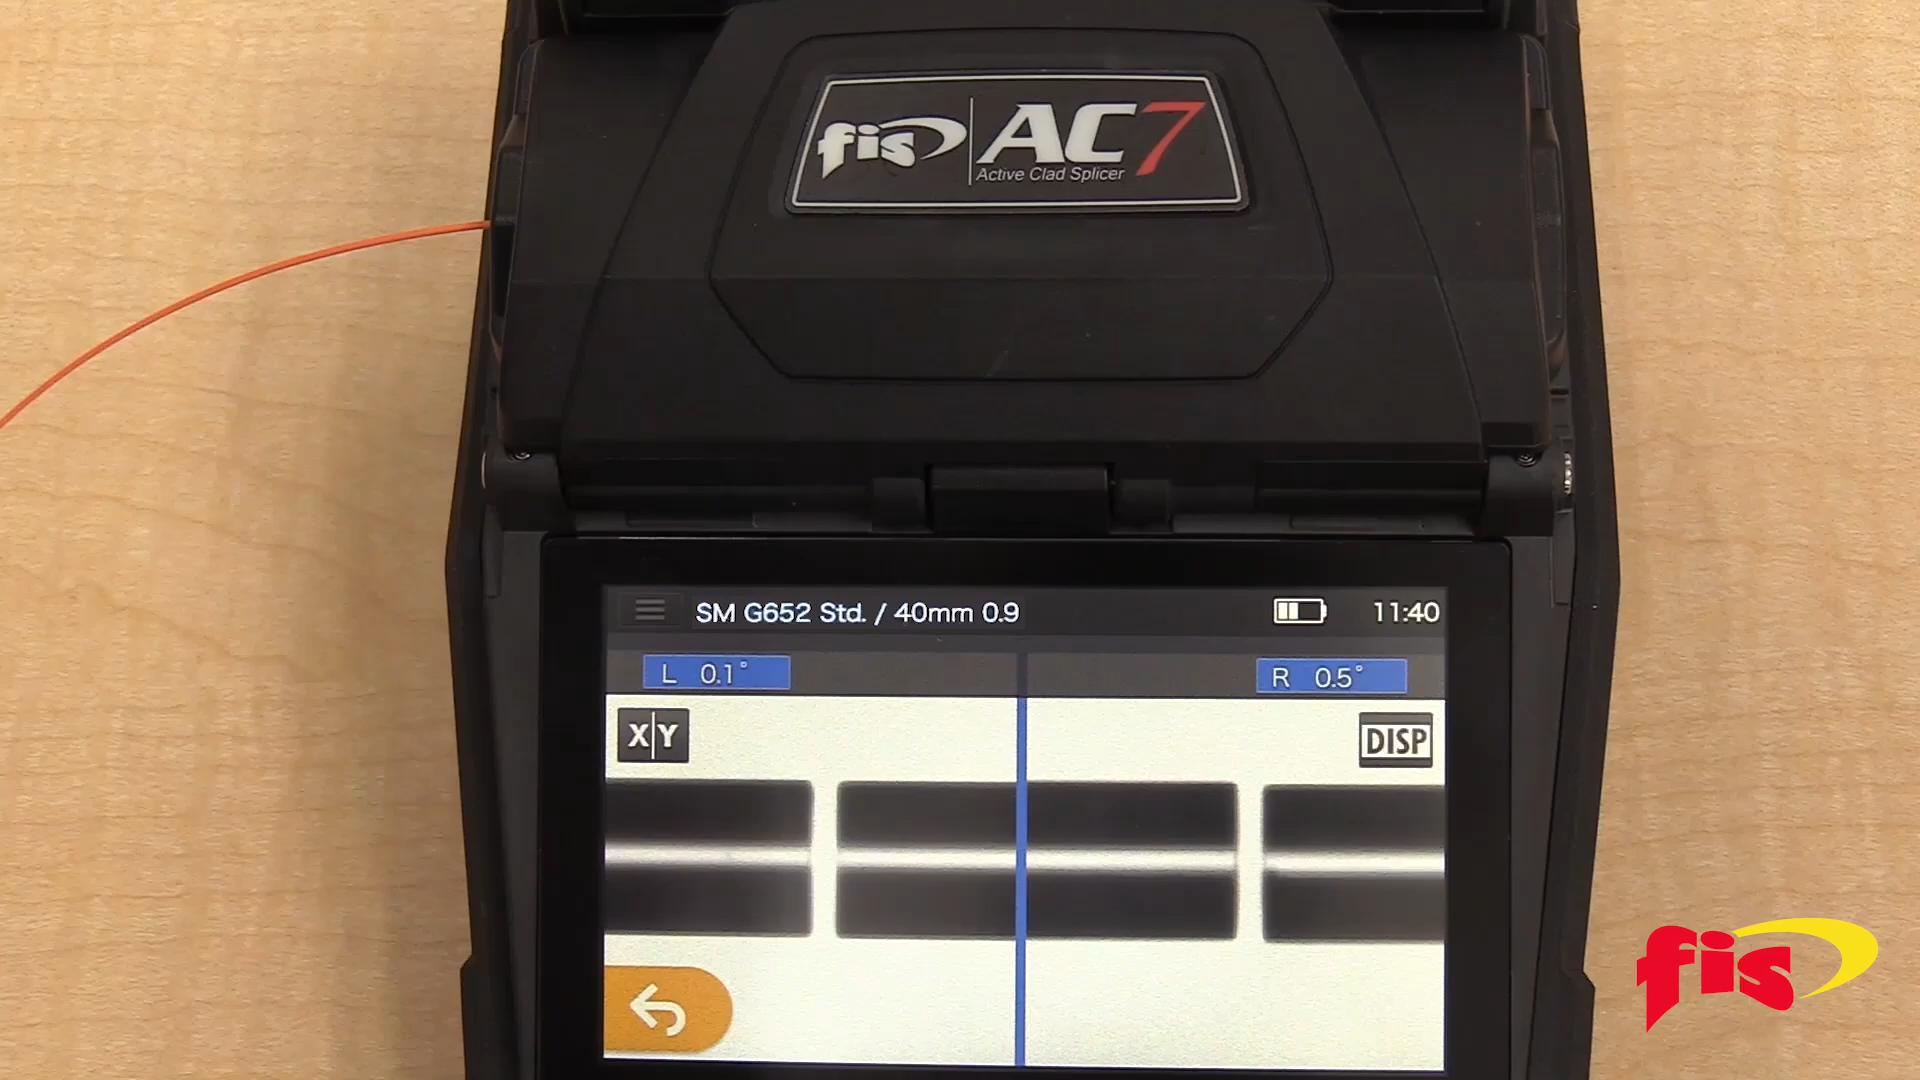 fis AC7
Active Clad Splicer
SM G652 Std. / 40mm 0.9
11:40
L 0.1°
R 0.5°
X|Y
DISP
fis